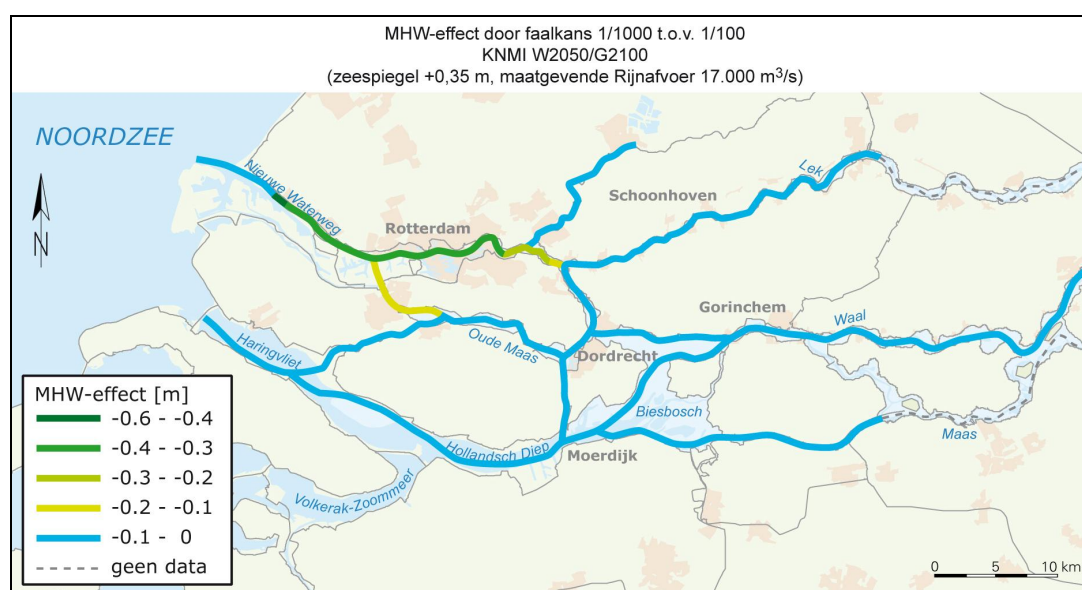 MHW-effect door faalkans 1/1000 t.o.v. 1/100
KNMI W2050/G2100
(zeespiegel +0,35 m, maatgevende Rijnafvoer 17.000 m³/s)
NOORDZEE
N
Nieuwe Waterweg
Rotterdam
Schoonhoven
Lek
Gorinchem
Waal
Haringvliet
Oude Maas
Dordrecht
Biesbosch
Maas
Hollandsch Diep
Moerdijk
Volkerak-Zoommeer
MHW-effect [m]
-0.6 - -0.4
-0.4 - -0.3
-0.3 - -0.2
-0.2 - -0.1
-0.1 - 0
geen data
0 5 10 km